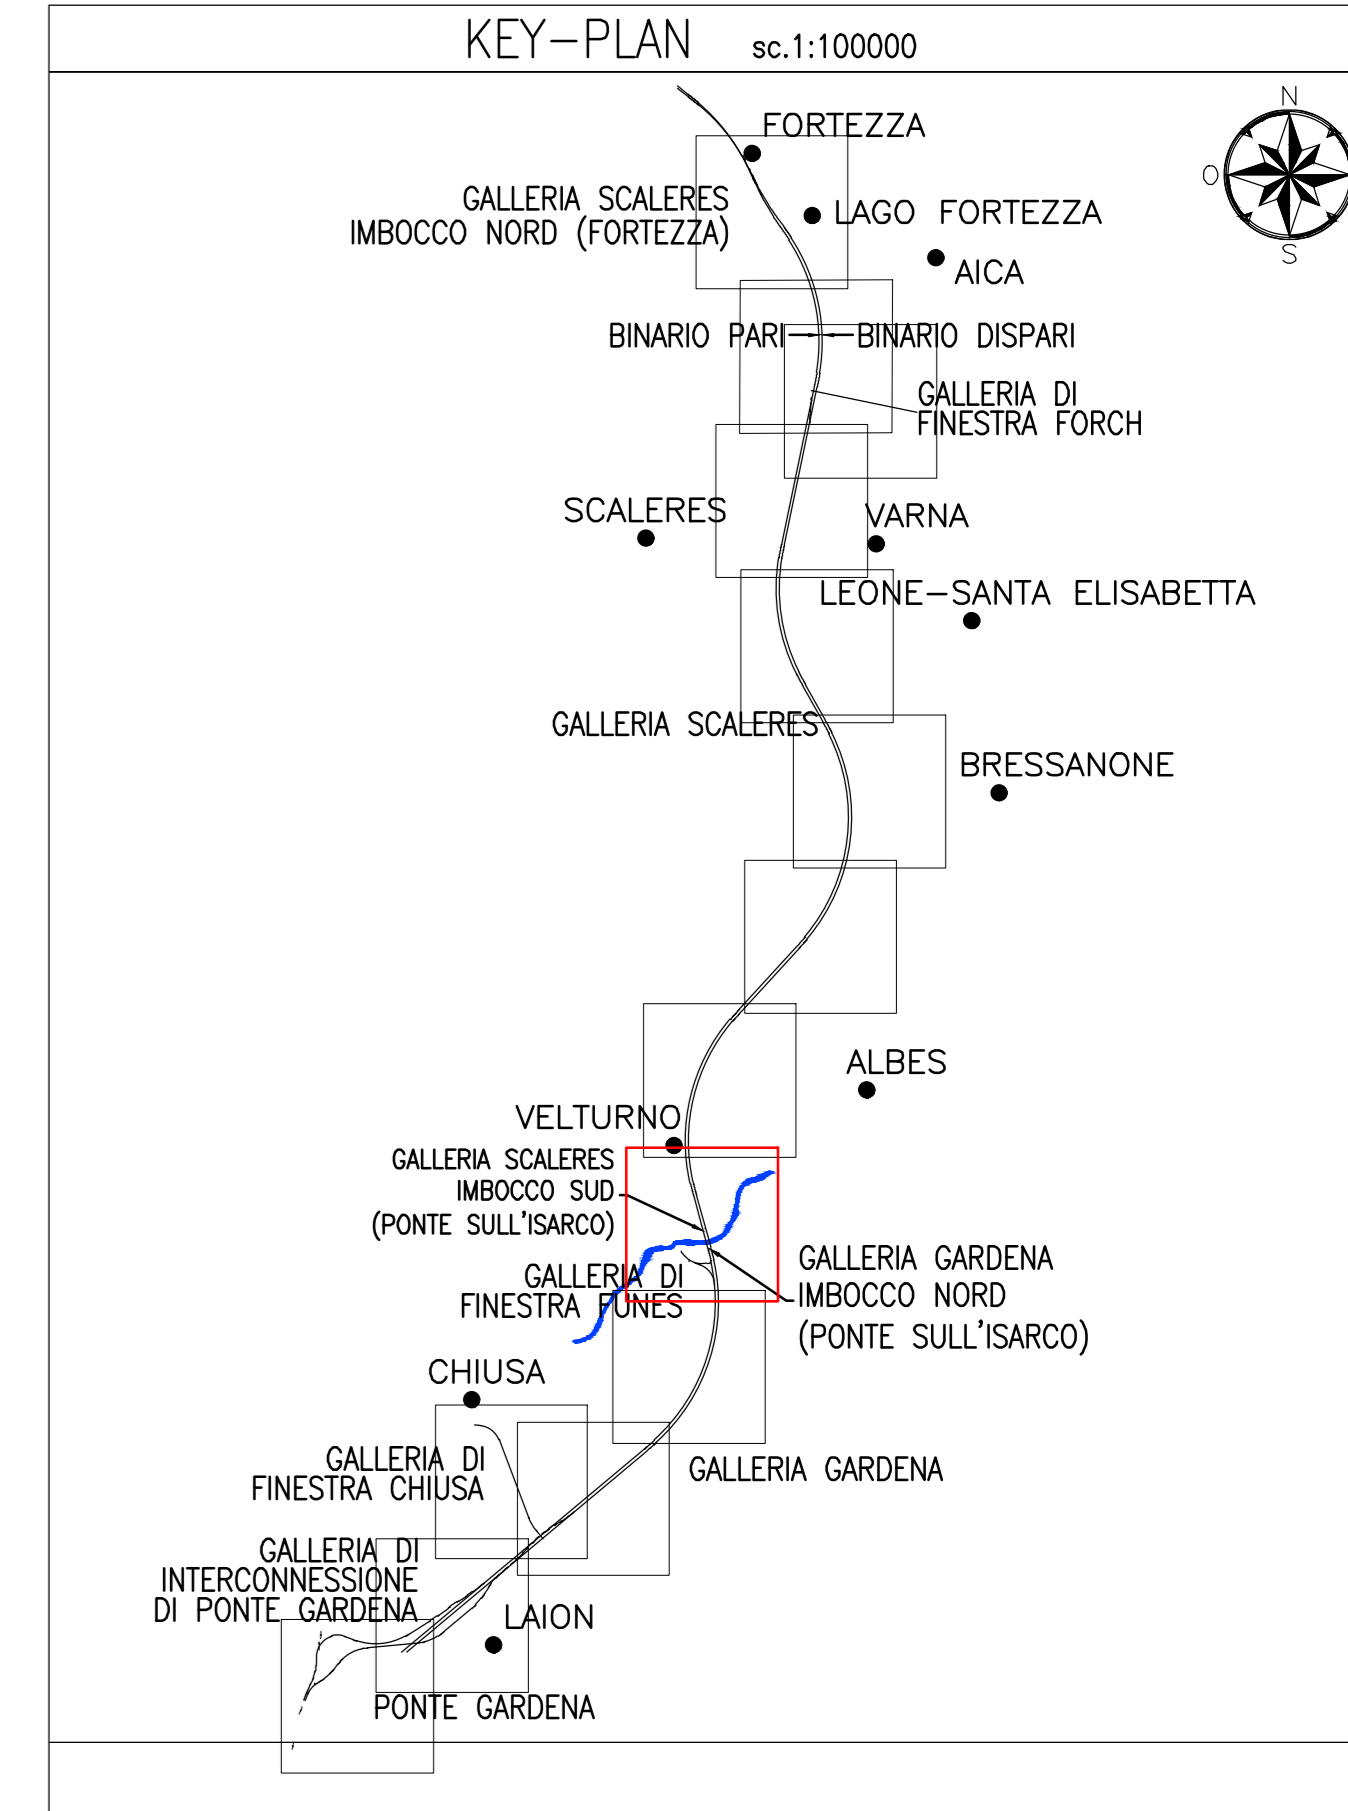 KEY-PLAN sc.1:100000
N
O
S
FORTEZZA
GALLERIA SCALERES
IMBOCCO NORD (FORTEZZA)
LAGO FORTEZZA
AICA
BINARIO PARI
BINARIO DISPARI
GALLERIA DI
FINESTRA FORCH
SCALERES
VARNA
LEONE-SANTA ELISABETTA
GALLERIA SCALERES
BRESSANONE
ALBES
VELTURNO
GALLERIA SCALERES
IMBOCCO SUD
(PONTE SULL'ISARCO)
GALLERIA GARDENA
IMBOCCO NORD
(PONTE SULL'ISARCO)
GALLERIA DI
FINESTRA FUNES
CHIUSA
GALLERIA DI
FINESTRA CHIUSA
GALLERIA GARDENA
GALLERIA DI
INTERCONNESSIONE
DI PONTE GARDENA
LAION
PONTE GARDENA